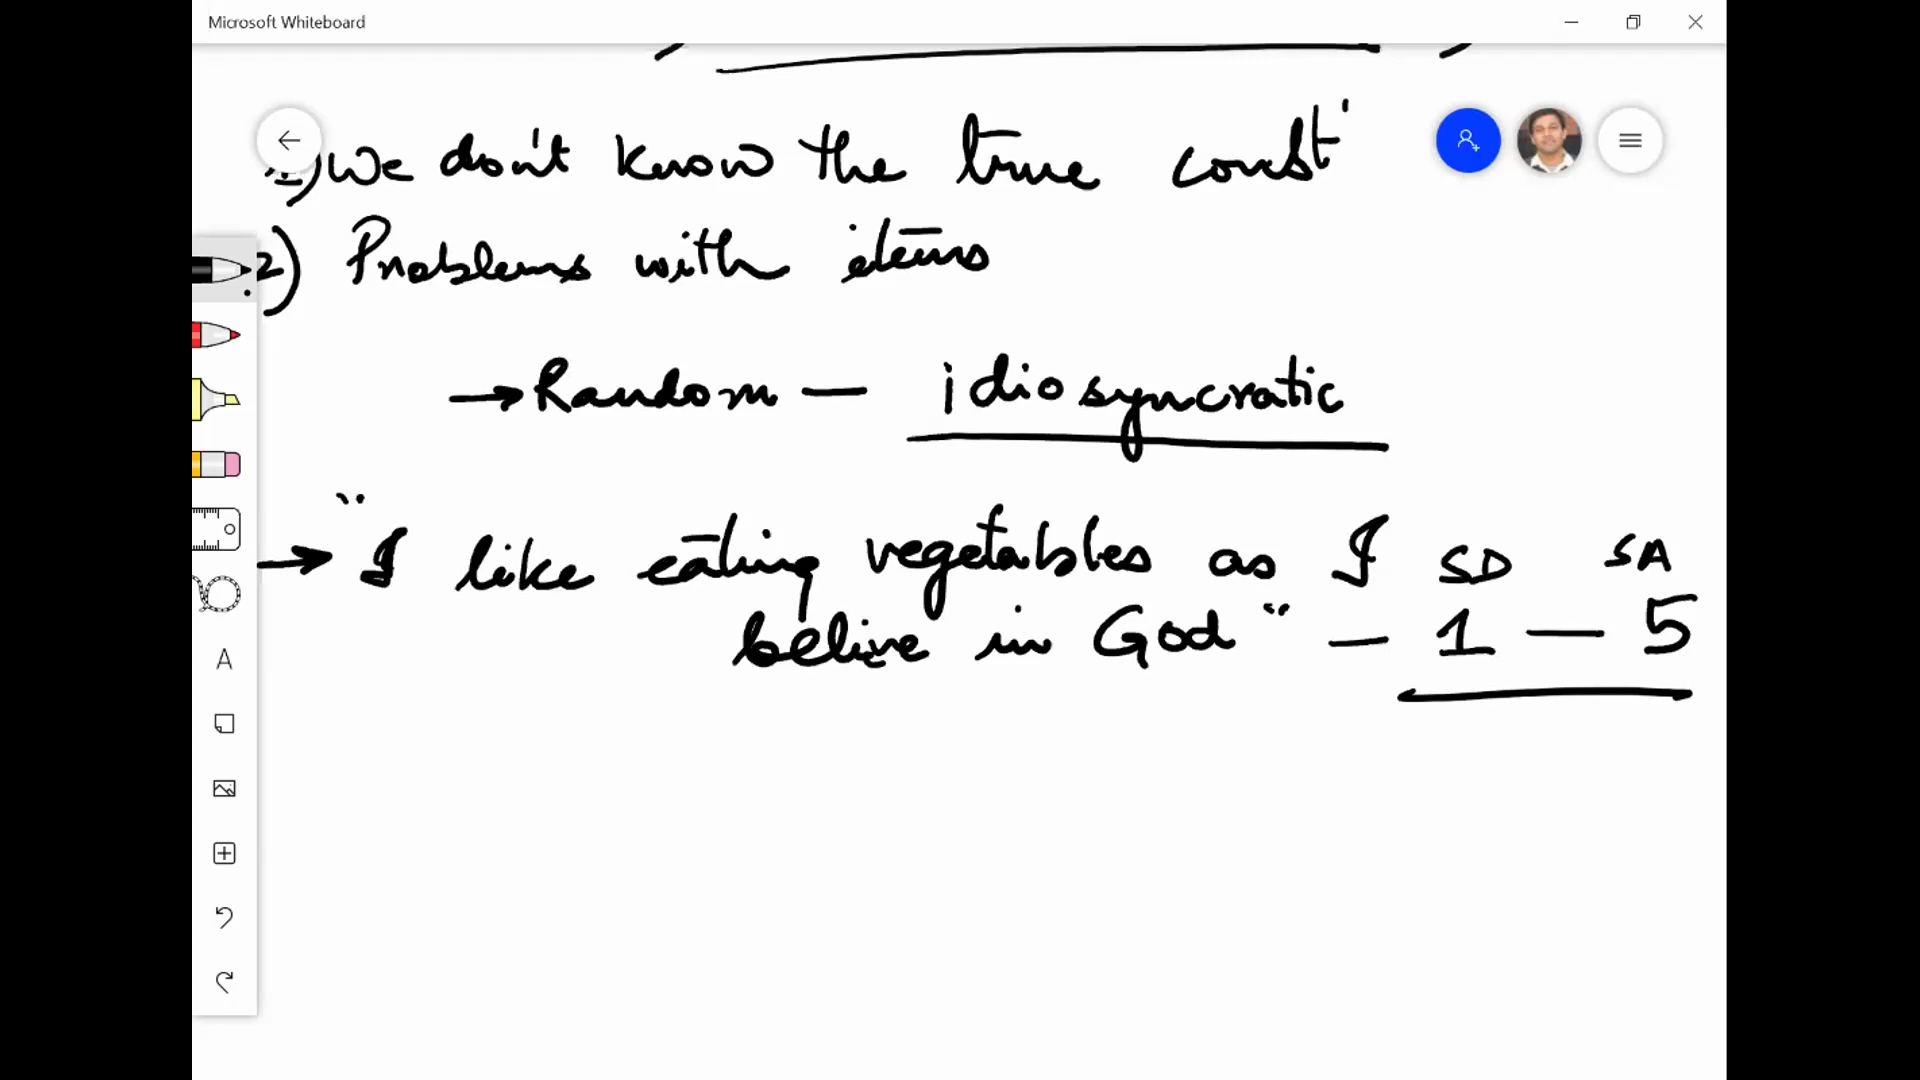 Microsoft Whiteboard
1) We don't know the true const'
2) Problems with items
→ Random — idiosyncratic
→ "I like eating vegetables as I
believe in God" — 1 — 5
SD SA
A